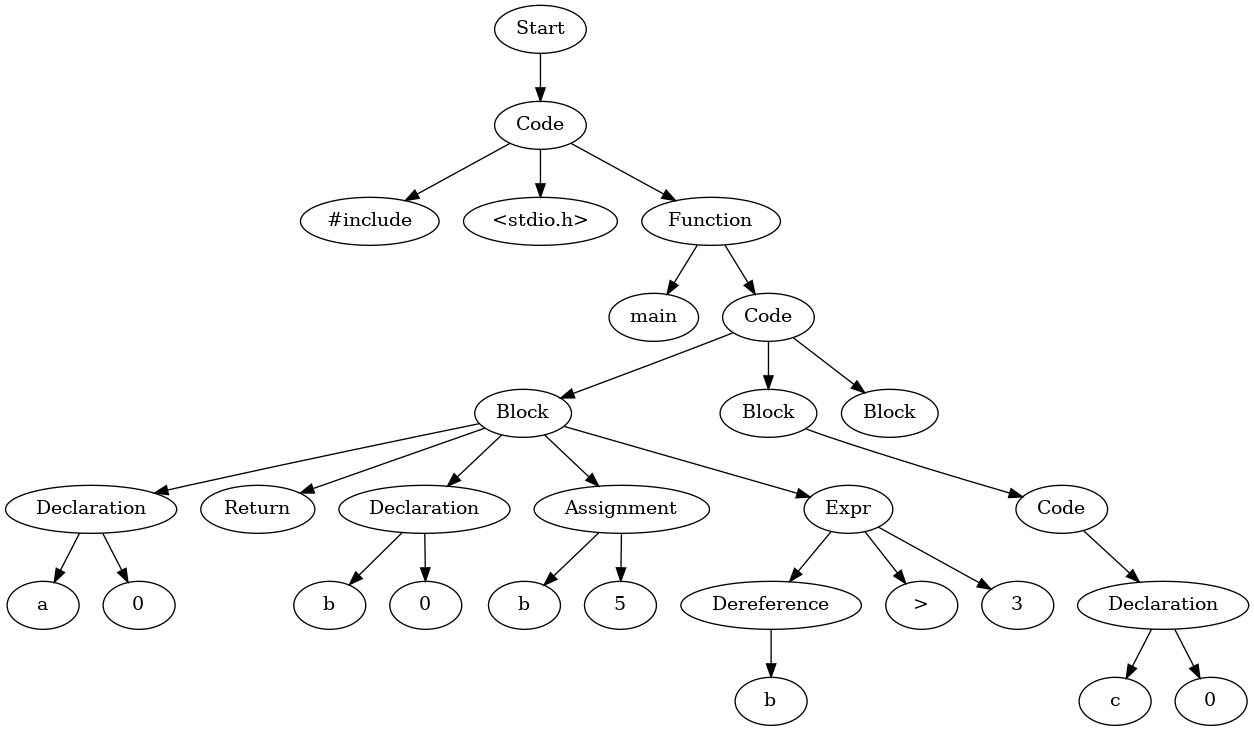 Start
Code
#include <stdio.h> Function
main Code
Block Block Block
Declaration Return Declaration Assignment Expr Code
a 0 b 0 b 5 Dereference > 3 Declaration
b c 0